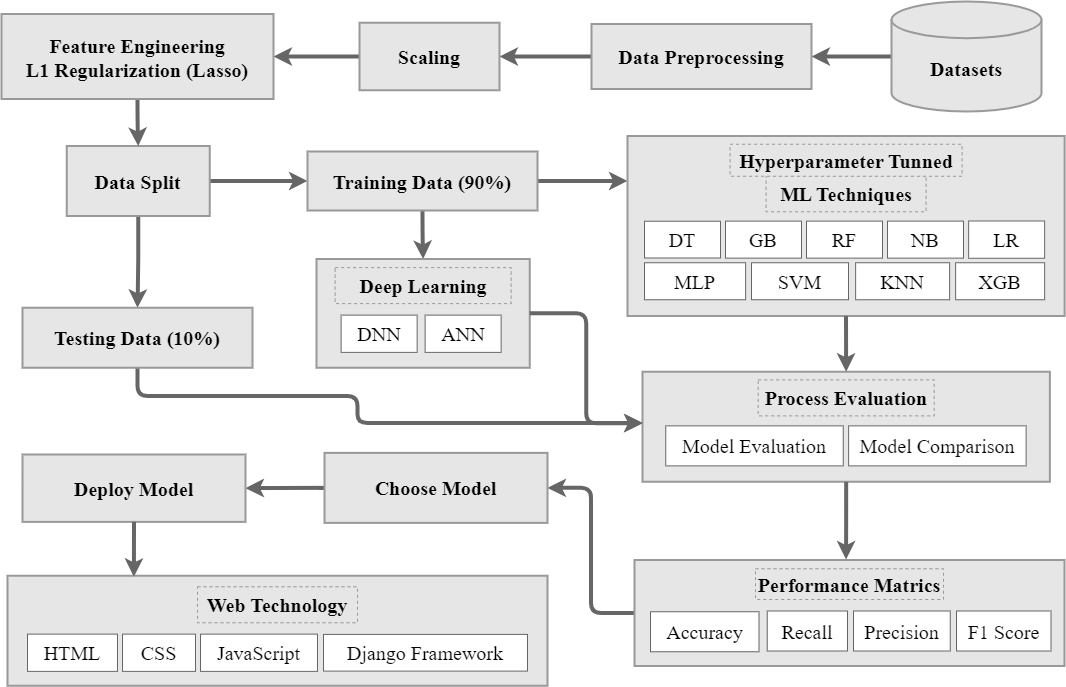 Feature Engineering
L1 Regularization (Lasso)
Scaling
Data Preprocessing
Datasets
Data Split
Training Data (90%)
Hyperparameter Tunned
ML Techniques
DT
GB
RF
NB
LR
MLP
SVM
KNN
XGB
Deep Learning
DNN
ANN
Testing Data (10%)
Process Evaluation
Model Evaluation
Model Comparison
Deploy Model
Choose Model
Performance Matrics
Accuracy
Recall
Precision
F1 Score
Web Technology
HTML
CSS
JavaScript
Django Framework